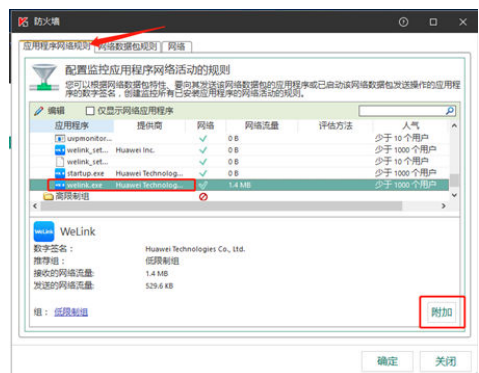 防火墙
应用程序网络规则 网络数据包规则 网络
配置监控应用程序网络活动的规则
您可以根据网络数据包特性、要向其发送该网络数据包的应用程序或已启动该网络数据包发送操作的应用程
序的数字签名，创建监控所有已安装应用程序的网络活动的规则。
编辑 仅显示网络应用程序
应用程序 提供商 网络 网络流量 评估方法 人气
uvpmonitor... 0 B 少于 10 个用户
welink_set... Huawei Inc. 0 B 少于 1000 个用户
welink_set... 0 B 少于 10 个用户
startup.exe Huawei Technolog... 0 B 少于 1000 个用户
welink.exe Huawei Technolog... 1.4 MB 少于 1000 个用户
高限制组
WeLink
数字签名： Huawei Technologies Co., Ltd.
推荐组： 低限制组
接收的网络流量: 1.4 MB
发送的网络流量: 529.6 KB
组： 低限制组
附加
确定 关闭